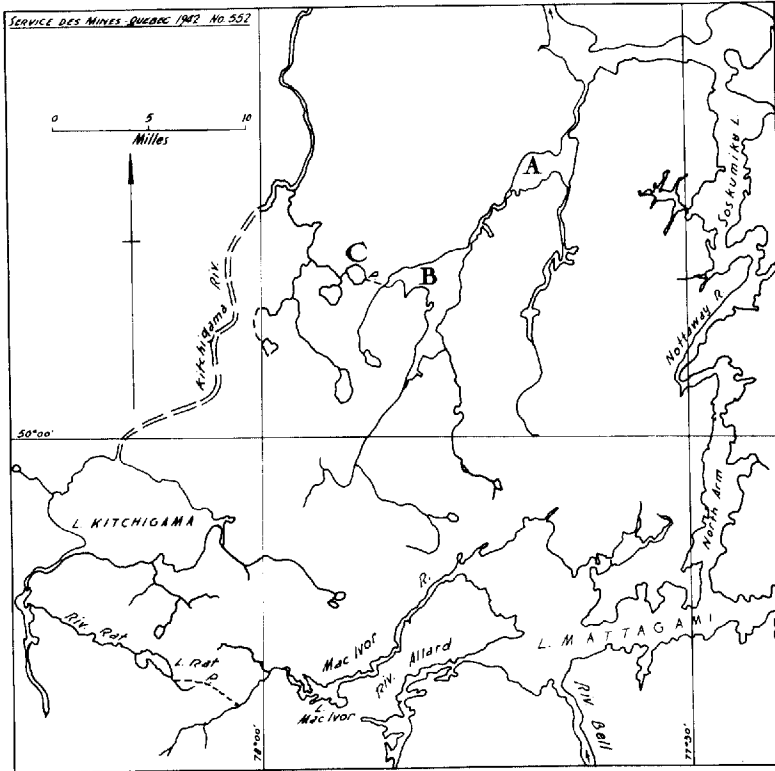 SERVICE DES MINES - QUEBEC 1942 No. 552
0 5 10
Milles
A
Soskumika L.
C
P
B
Kitchigama Riv.
Nottaway R.
50°00'
L. KITCHIGAMA
North Arm
Riv. Rat
L. Rat
P
Mac Ivor R.
Riv. Allard
L. MATTAGAMI
L. Mac Ivor
Riv Bell
78°00'
77°30'